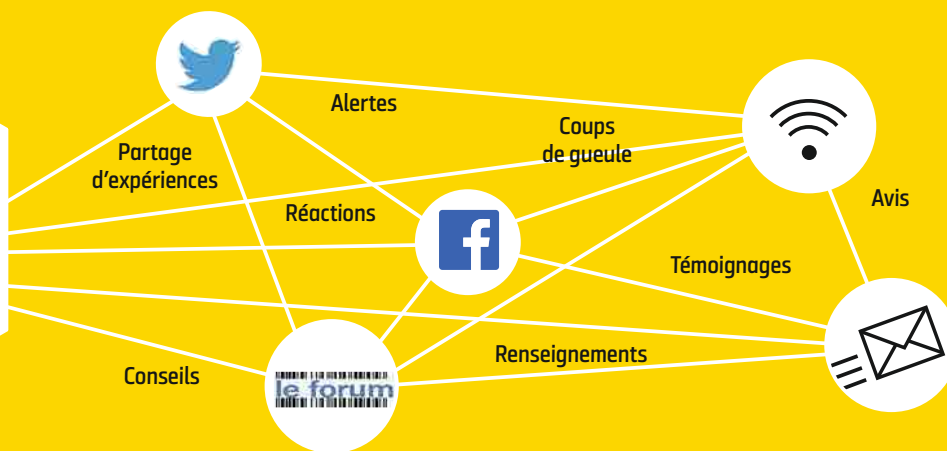 Alertes
Coups
de gueule
Partage
d'expériences
Avis
Réactions
Témoignages
Renseignements
Conseils
le forum